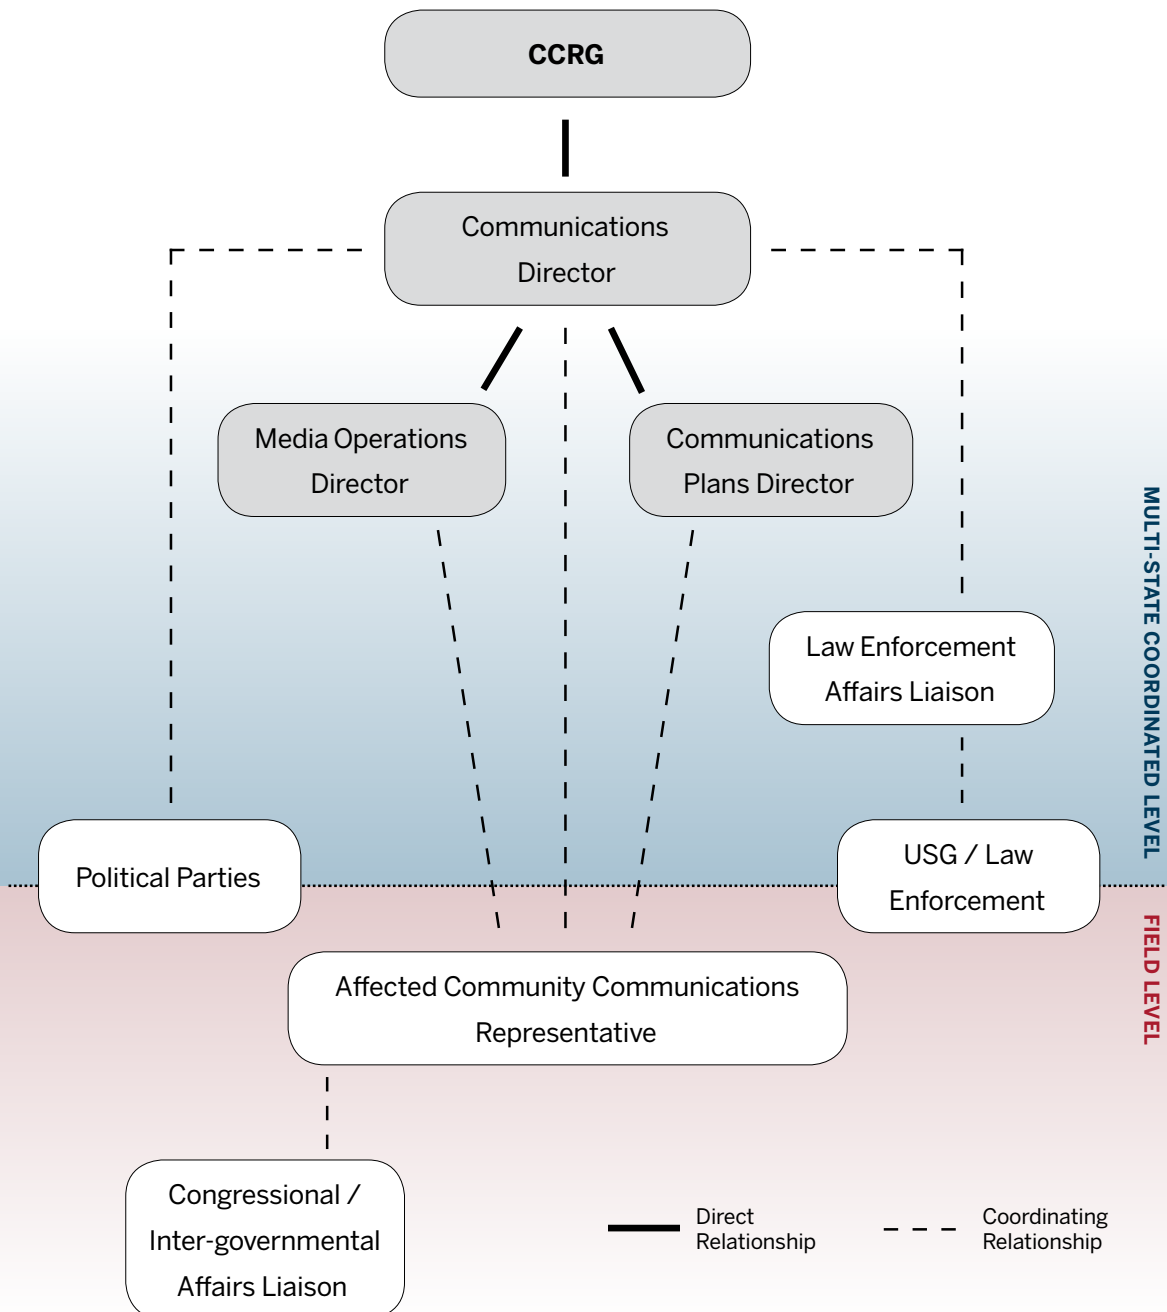 CCRG
Communications
Director
Media Operations
Director
Communications
Plans Director
Law Enforcement
Affairs Liaison
MULTI-STATE COORDINATED LEVEL
Political Parties
USG / Law
Enforcement
FIELD LEVEL
Affected Community Communications
Representative
Congressional /
Inter-governmental
Affairs Liaison
Direct
Relationship
Coordinating
Relationship